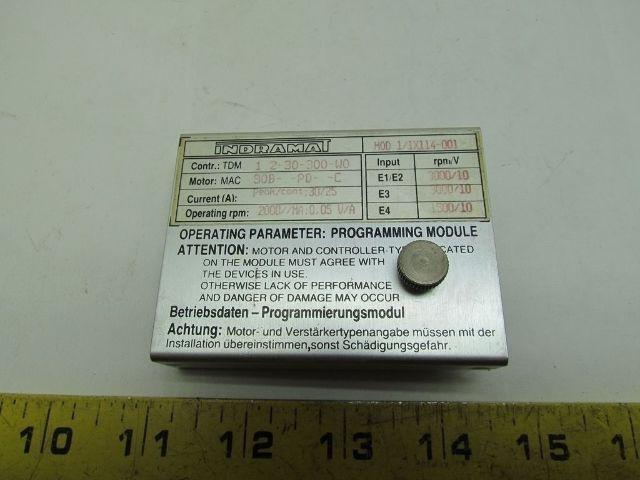 INDRAMAT MOD 1/1X114-001-
Contr.: TDM 1 2-30-300-W0 Input rpm/V
Motor: MAC 90B- -PD- -C E1/E2 3000/10
Current (A): Peak/cont:30/25 E3 3000/10
Operating rpm: 2000//MA:0.05 V/A E4 1500/10
OPERATING PARAMETER: PROGRAMMING MODULE
ATTENTION: MOTOR AND CONTROLLER
ON THE MODULE MUST AGREE WITH
THE DEVICES IN USE.
OTHERWISE LACK OF PERFORMANCE
AND DANGER OF DAMAGE MAY OCCUR
Betriebsdaten – Programmierungsmodul
Achtung: Motor- und Verstärkertypenangabe müssen mit der
Installation übereinstimmen, sonst Schädigungsgefahr.
10 11 12 13 14 15